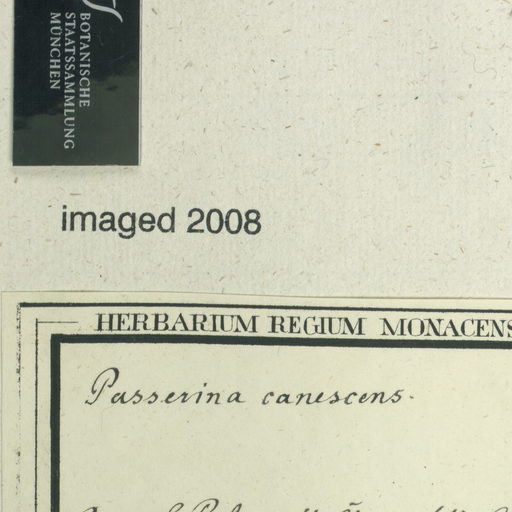 BOTANISCHE
STAATSSAMMLUNG
MÜNCHEN
imaged 2008
HERBARIUM REGIUM MONACENS
Passerina canescens.